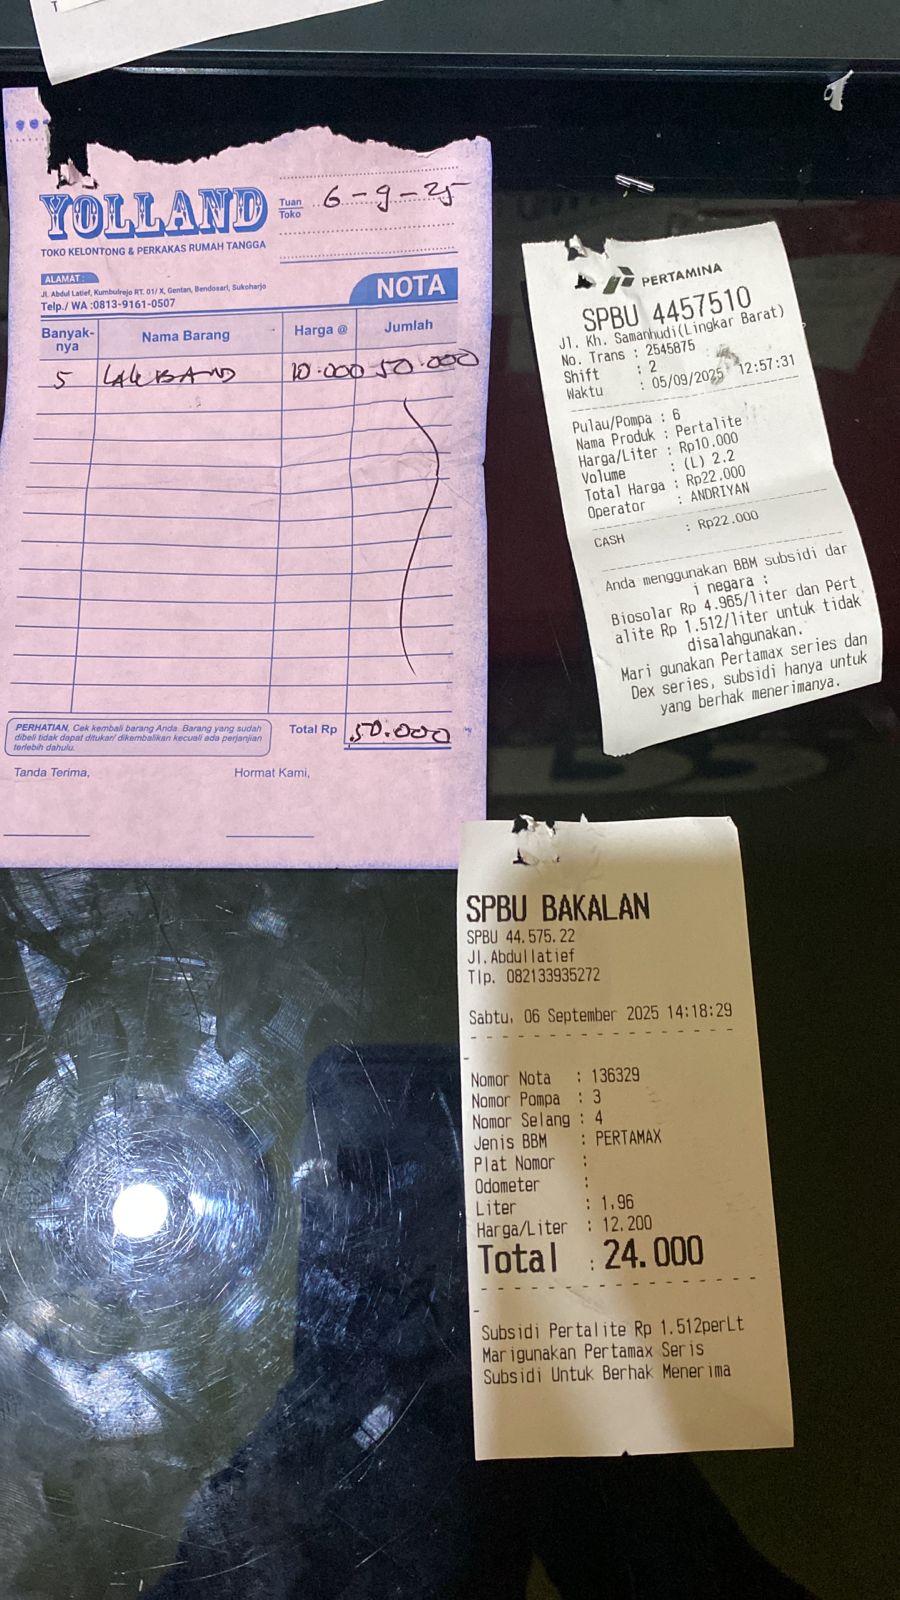 T
YOLLAND
TOKO KELONTONG & PERKAKAS RUMAH TANGGA
Tuan
Toko
6-9-25
ALAMAT :
Jl. Abdul Latief, Kumbulrejo RT. 01/ X, Gentan, Bendosari, Sukoharjo
Telp./ WA :0813-9161-0507
NOTA
Banyak-nya Nama Barang Harga @ Jumlah
5 LAKBAND 10.000 50.000
PERHATIAN, Cek kembali barang Anda. Barang yang sudah
dibeli tidak dapat ditukar/ dikembalikan kecuali ada perjanjian
terlebih dahulu.
Total Rp 50.000
Tanda Terima, Hormat Kami,
PERTAMINA
SPBU 4457510
Jl. Kh. Samanhudi(Lingkar Barat)
No. Trans : 2545875
Shift : 2
Waktu : 05/09/2025 12:57:31
Pulau/Pompa : 6
Nama Produk : Pertalite
Harga/Liter : Rp10.000
Volume : (L) 2.2
Total Harga : Rp22.000
Operator : ANDRIYAN
CASH : Rp22.000
Anda menggunakan BBM subsidi dar
i negara :
Biosolar Rp 4.965/liter dan Pert
alite Rp 1.512/liter untuk tidak
disalahgunakan.
Mari gunakan Pertamax series dan
Dex series, subsidi hanya untuk
yang berhak menerimanya.
SPBU BAKALAN
SPBU 44.575.22
Jl.Abdullatief
Tlp. 082133935272
Sabtu, 06 September 2025 14:18:29
Nomor Nota : 136329
Nomor Pompa : 3
Nomor Selang : 4
Jenis BBM : PERTAMAX
Plat Nomor :
Odometer :
Liter : 1.96
Harga/Liter : 12.200
Total : 24.000
Subsidi Pertalite Rp 1.512perLt
Marigunakan Pertamax Seris
Subsidi Untuk Berhak Menerima